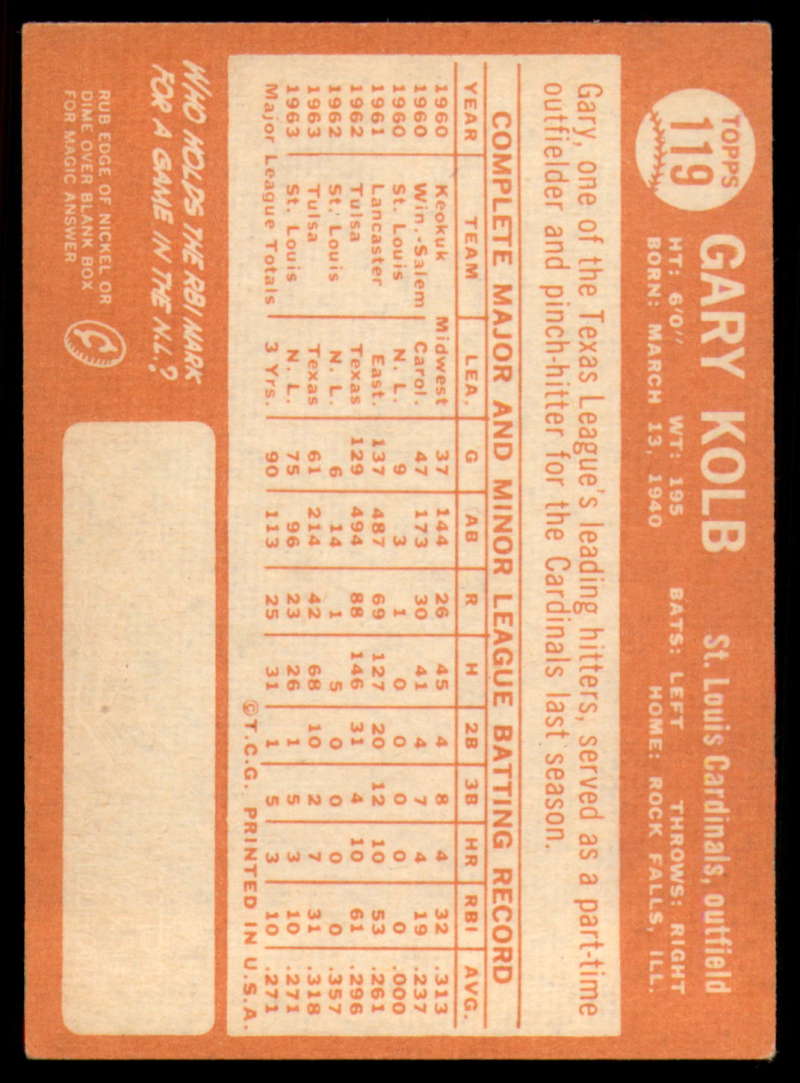 TOPPS
119
GARY KOLB
St. Louis Cardinals, outfield
HT: 6'0" WT: 195 BATS: LEFT THROWS: RIGHT
BORN: MARCH 13, 1940 HOME: ROCK FALLS, ILL.
Gary, one of the Texas League's leading hitters, served as a part-time
outfielder and pinch-hitter for the Cardinals last season.
COMPLETE MAJOR AND MINOR LEAGUE BATTING RECORD
YEAR TEAM LEA. G AB R H 2B 3B HR RBI AVG.
1960 Keokuk Midwest 37 144 26 45 4 8 4 32 .313
1960 Win.-Salem Carol. 47 173 30 41 4 7 4 19 .237
1960 St. Louis N. L. 9 3 1 0 0 0 0 0 .000
1961 Lancaster East. 137 487 69 127 20 12 10 53 .261
1962 Tulsa Texas 129 494 88 146 31 4 10 61 .296
1962 St. Louis N. L. 6 14 1 5 0 0 0 0 .357
1963 Tulsa Texas 61 214 42 68 10 2 7 31 .318
1963 St. Louis N. L. 75 96 23 26 1 5 3 10 .271
Major League Totals 3 Yrs. 90 113 25 31 1 5 3 10 .271
©T.C.G. PRINTED IN U.S.A.
WHO HOLDS THE RBI MARK
FOR A GAME IN THE N.L.?
RUB EDGE OF NICKEL OR
DIME OVER BLANK BOX
FOR MAGIC ANSWER